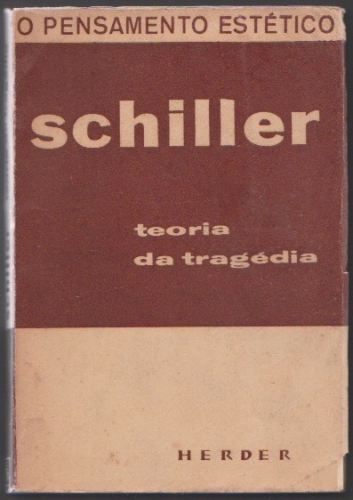 O PENSAMENTO ESTÉTICO
schiller
teoria
da tragédia
HERDER